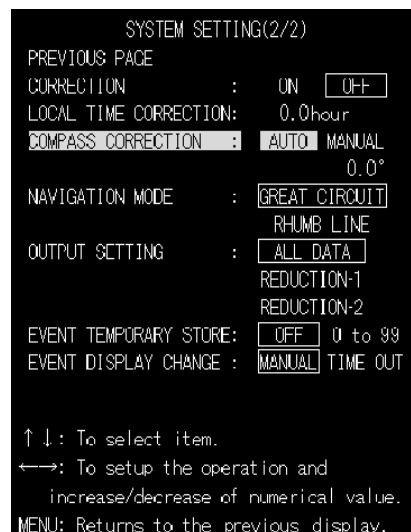 SYSTEM SETTING(2/2)
PREVIOUS PAGE
CORRECTION : ON OFF
LOCAL TIME CORRECTION: 0.0hour
COMPASS CORRECTION : AUTO MANUAL
0.0°
NAVIGATION MODE : GREAT CIRCUIT
RHUMB LINE
OUTPUT SETTING : ALL DATA
REDUCTION-1
REDUCTION-2
EVENT TEMPORARY STORE: OFF 0 to 99
EVENT DISPLAY CHANGE : MANUAL TIME OUT
↑↓: To select item.
←→: To setup the operation and
increase/decrease of numerical value.
MENU: Returns to the previous display.